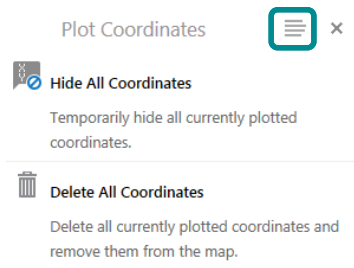 Plot Coordinates
Hide All Coordinates
Temporarily hide all currently plotted
coordinates.
Delete All Coordinates
Delete all currently plotted coordinates and
remove them from the map.